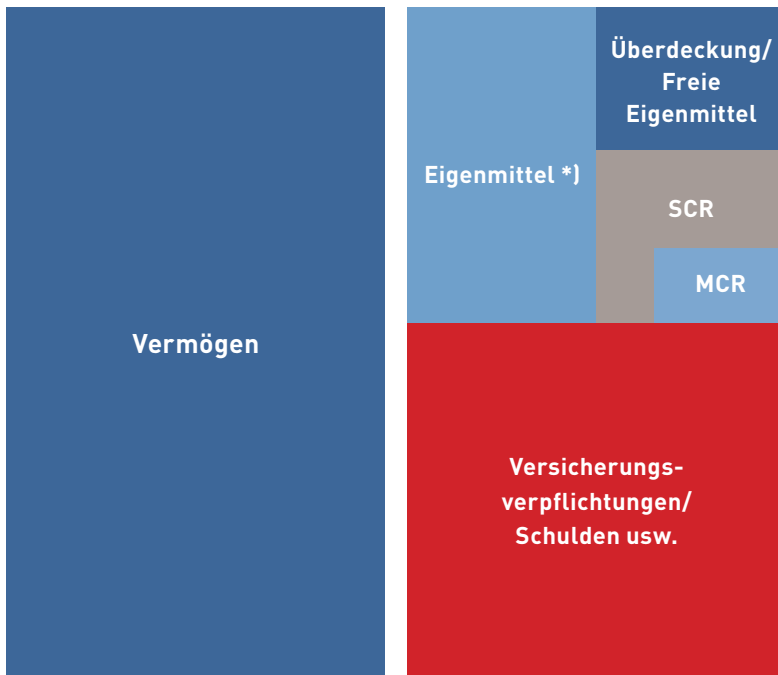 Vermögen
Eigenmittel *)
Überdeckung/
Freie
Eigenmittel
SCR
MCR
Versicherungs-
verpflichtungen/
Schulden usw.